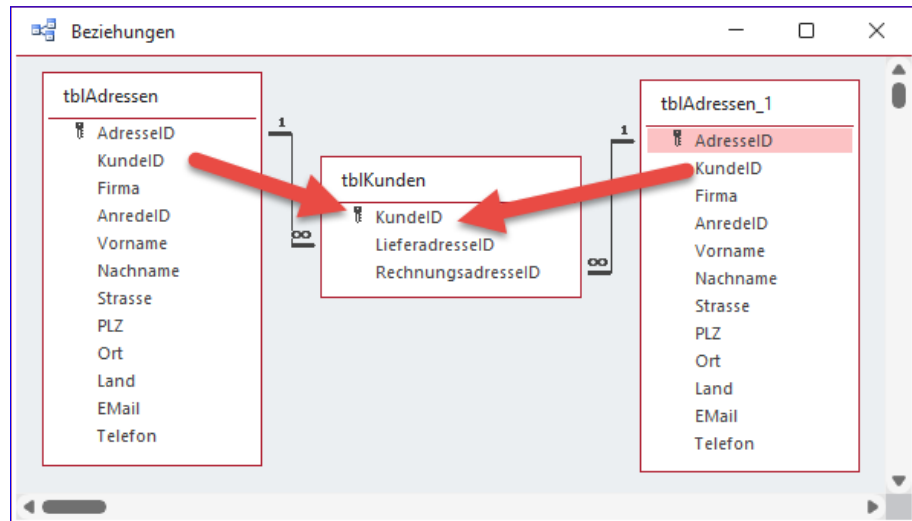 Beziehungen
tblAdressen
AdresseID
KundeID
Firma
AnredeID
Vorname
Nachname
Strasse
PLZ
Ort
Land
EMail
Telefon
1
∞
tblKunden
KundeID
LieferadresseID
RechnungsadresseID
1
∞
tblAdressen_1
AdresseID
KundeID
Firma
AnredeID
Vorname
Nachname
Strasse
PLZ
Ort
Land
EMail
Telefon